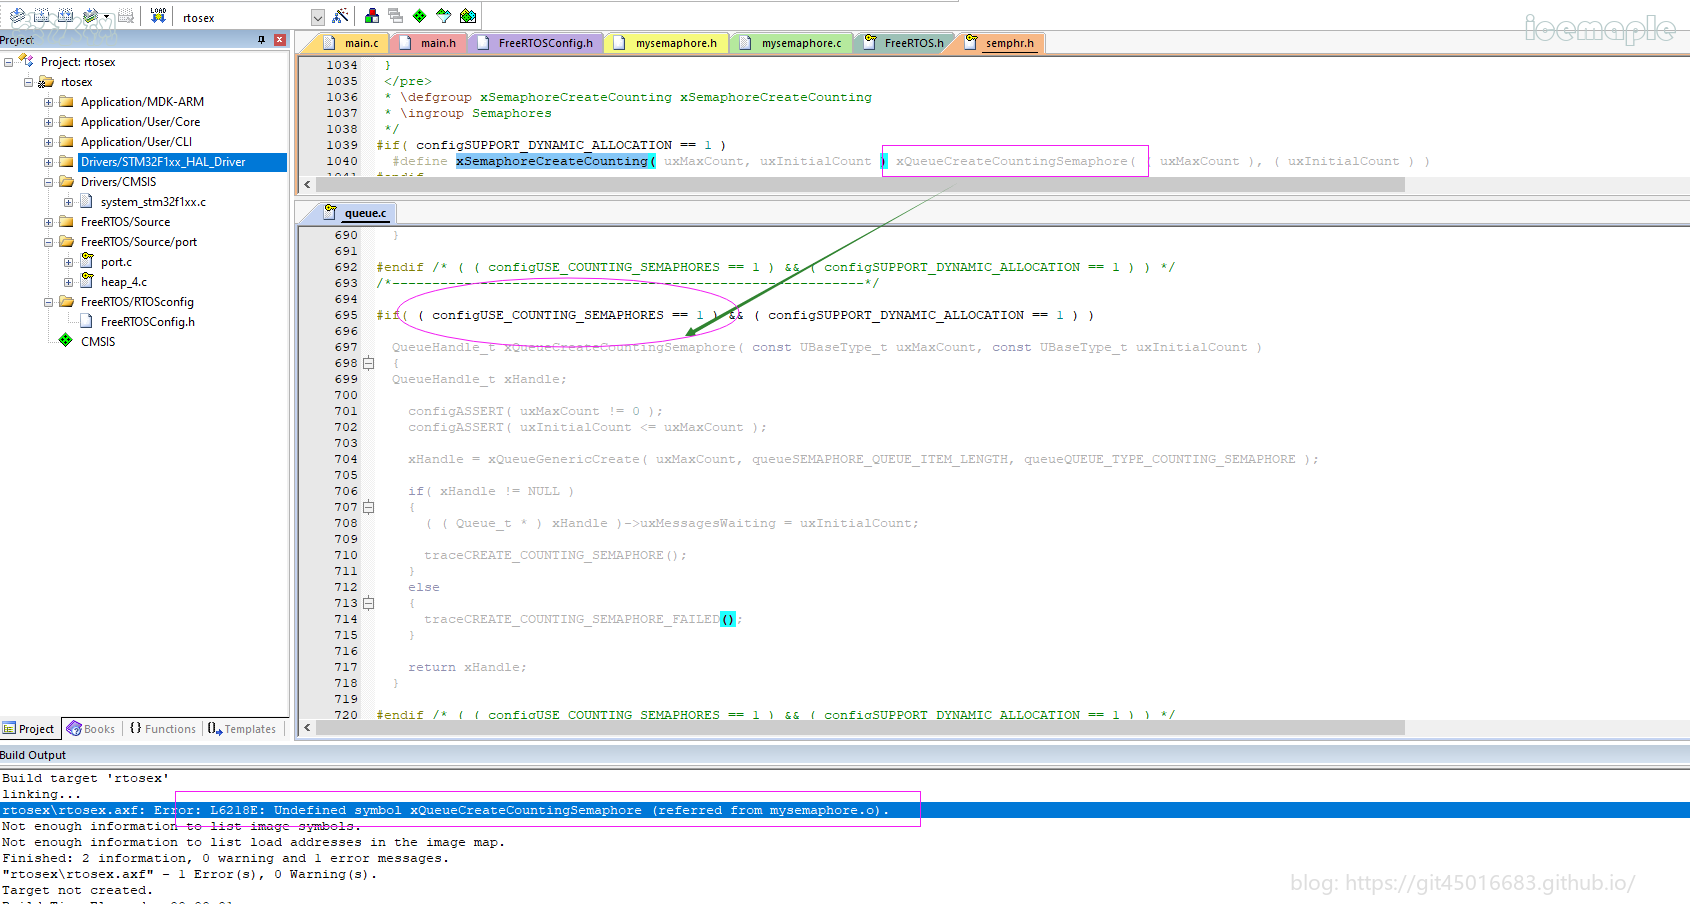 LOAD
rtosex
icemaple
Project
Project: rtosex
rtosex
Application/MDK-ARM
Application/User/Core
Application/User/CLI
Drivers/STM32F1xx_HAL_Driver
Drivers/CMSIS
system_stm32f1xx.c
FreeRTOS/Source
FreeRTOS/Source/port
port.c
heap_4.c
FreeRTOS/RTOSconfig
FreeRTOSConfig.h
CMSIS
Project Books {} Functions Templates
main.c main.h FreeRTOSConfig.h mysemaphore.h mysemaphore.c FreeRTOS.h semphr.h
1034 }
1035 </pre>
1036 * \defgroup xSemaphoreCreateCounting xSemaphoreCreateCounting
1037 * \ingroup Semaphores
1038 */
1039 #if( configSUPPORT_DYNAMIC_ALLOCATION == 1 )
1040 #define xSemaphoreCreateCounting( uxMaxCount, uxInitialCount ) xQueueCreateCountingSemaphore( uxMaxCount ), ( uxInitialCount ) )
1041 #endif
queue.c
690 }
691
692 #endif /* ( ( configUSE_COUNTING_SEMAPHORES == 1 ) && ( configSUPPORT_DYNAMIC_ALLOCATION == 1 ) ) */
693 /*-----------------------------------------------------------*/
694
695 #if( ( configUSE_COUNTING_SEMAPHORES == 1 ) && ( configSUPPORT_DYNAMIC_ALLOCATION == 1 ) )
696
697 QueueHandle_t xQueueCreateCountingSemaphore( const UBaseType_t uxMaxCount, const UBaseType_t uxInitialCount )
698 {
699 QueueHandle_t xHandle;
700
701 configASSERT( uxMaxCount != 0 );
702 configASSERT( uxInitialCount <= uxMaxCount );
703
704 xHandle = xQueueGenericCreate( uxMaxCount, queueSEMAPHORE_QUEUE_ITEM_LENGTH, queueQUEUE_TYPE_COUNTING_SEMAPHORE );
705
706 if( xHandle != NULL )
707 {
708 ( ( Queue_t * ) xHandle )->uxMessagesWaiting = uxInitialCount;
709
710 traceCREATE_COUNTING_SEMAPHORE();
711 }
712 else
713 {
714 traceCREATE_COUNTING_SEMAPHORE_FAILED();
715 }
716
717 return xHandle;
718 }
719
720 #endif /* ( ( configUSE_COUNTING_SEMAPHORES == 1 ) && ( configSUPPORT_DYNAMIC_ALLOCATION == 1 ) ) */
Build Output
Build target 'rtosex'
linking...
rtosex\rtosex.axf: Error: L6218E: Undefined symbol xQueueCreateCountingSemaphore (referred from mysemaphore.o).
Not enough information to list image symbols.
Not enough information to list load addresses in the image map.
Finished: 2 information, 0 warning and 1 error messages.
"rtosex\rtosex.axf" - 1 Error(s), 0 Warning(s).
Target not created.
blog: https://git45016683.github.io/